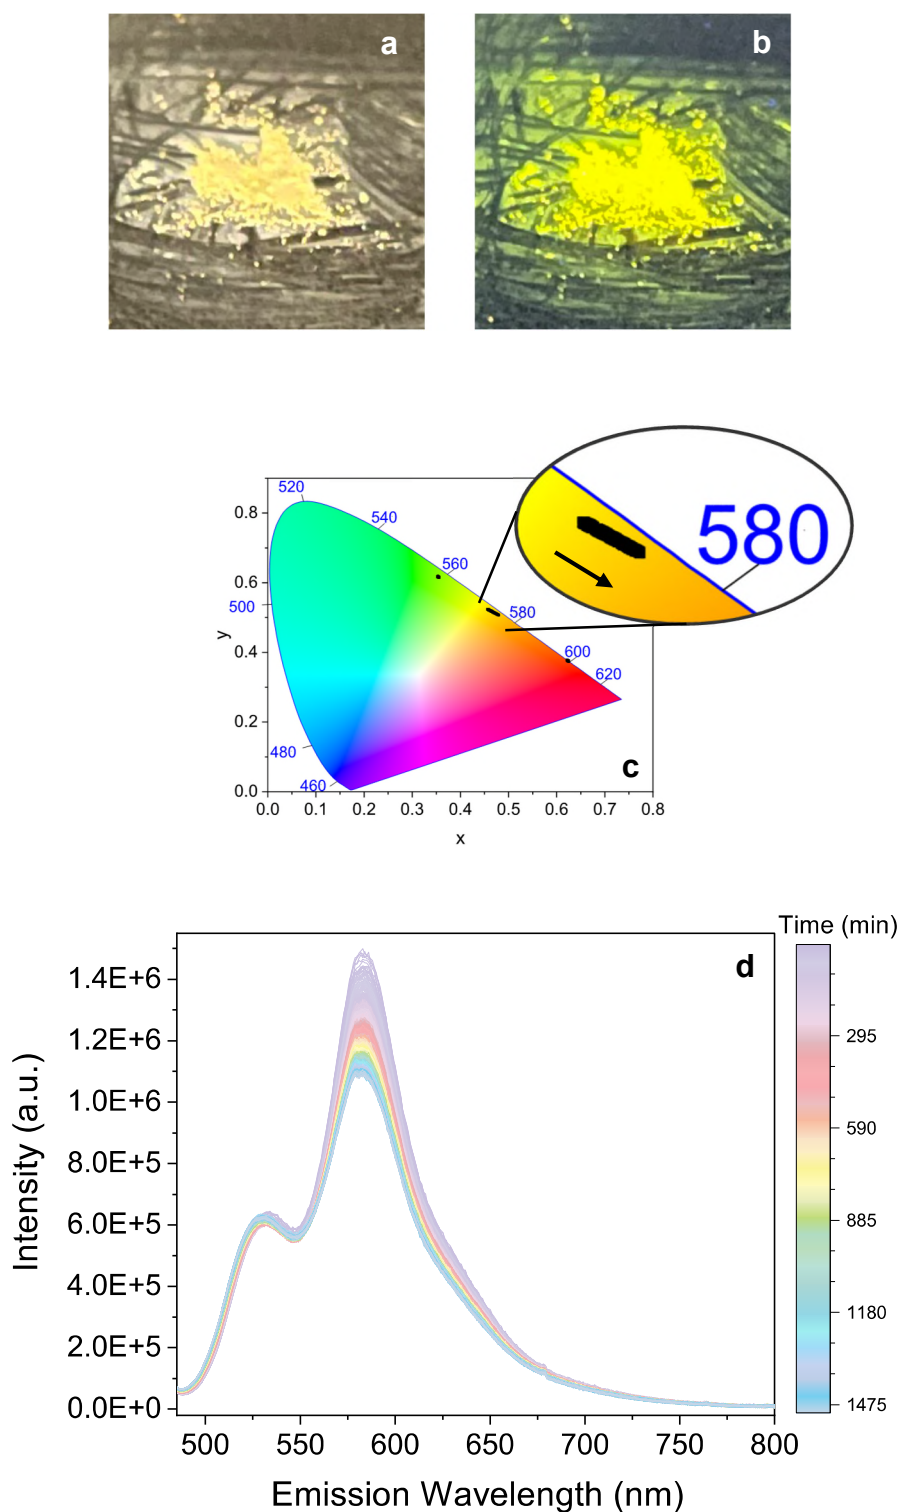 a
b
520
540
560
580
600
620
500
480
460
580
0.8
0.6
0.4
0.2
0.0
y
0.0 0.1 0.2 0.3 0.4 0.5 0.6 0.7 0.8
x
c
Time (min)
d
295
590
885
1180
1475
1.4E+6
1.2E+6
1.0E+6
8.0E+5
6.0E+5
4.0E+5
2.0E+5
0.0E+0
Intensity (a.u.)
500 550 600 650 700 750 800
Emission Wavelength (nm)